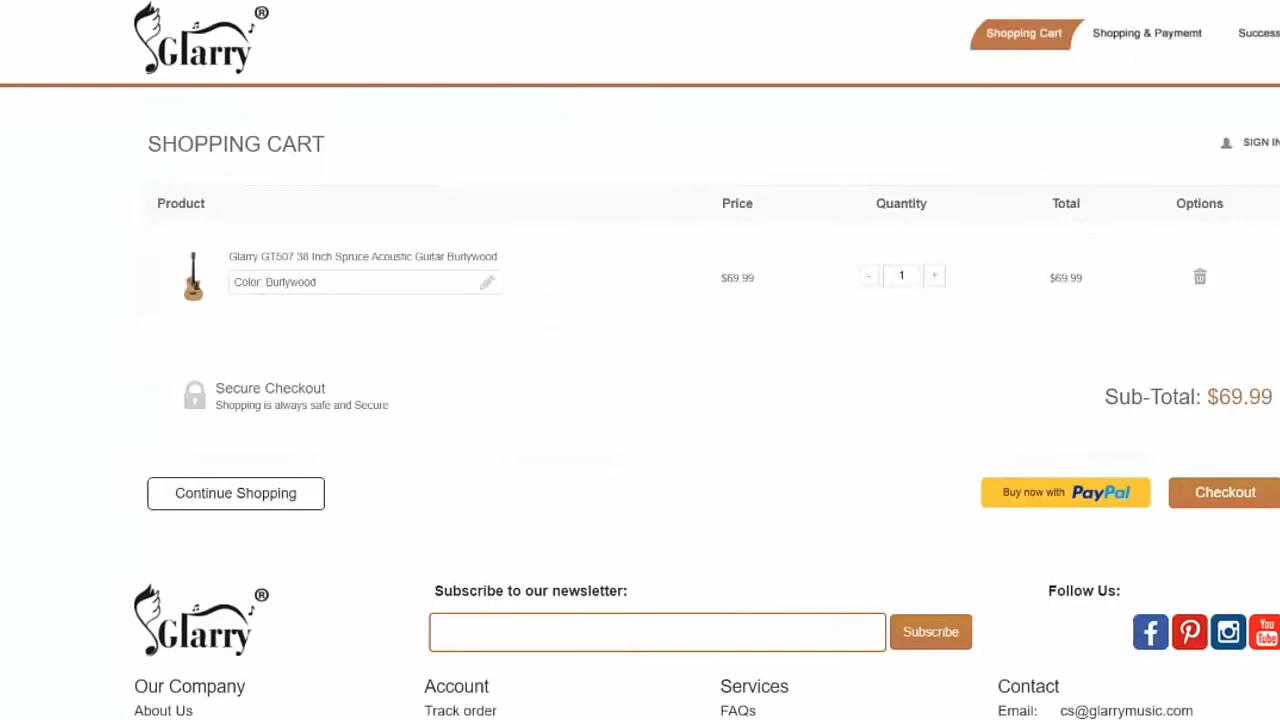 Glarry®
Shopping Cart
Shopping & Paymemt
Success
SHOPPING CART
SIGN IN
Product Price Quantity Total Options
Glarry GT507 38 Inch Spruce Acoustic Guitar Burlywood
Color: Burlywood
$69.99 - 1 + $69.99
Secure Checkout
Shopping is always safe and Secure
Sub-Total: $69.99
Continue Shopping
Buy now with PayPal
Checkout
Glarry®
Subscribe to our newsletter:
Subscribe
Follow Us:
You Tube
Our Company Account Services Contact
About Us Track order FAQs Email: cs@glarrymusic.com